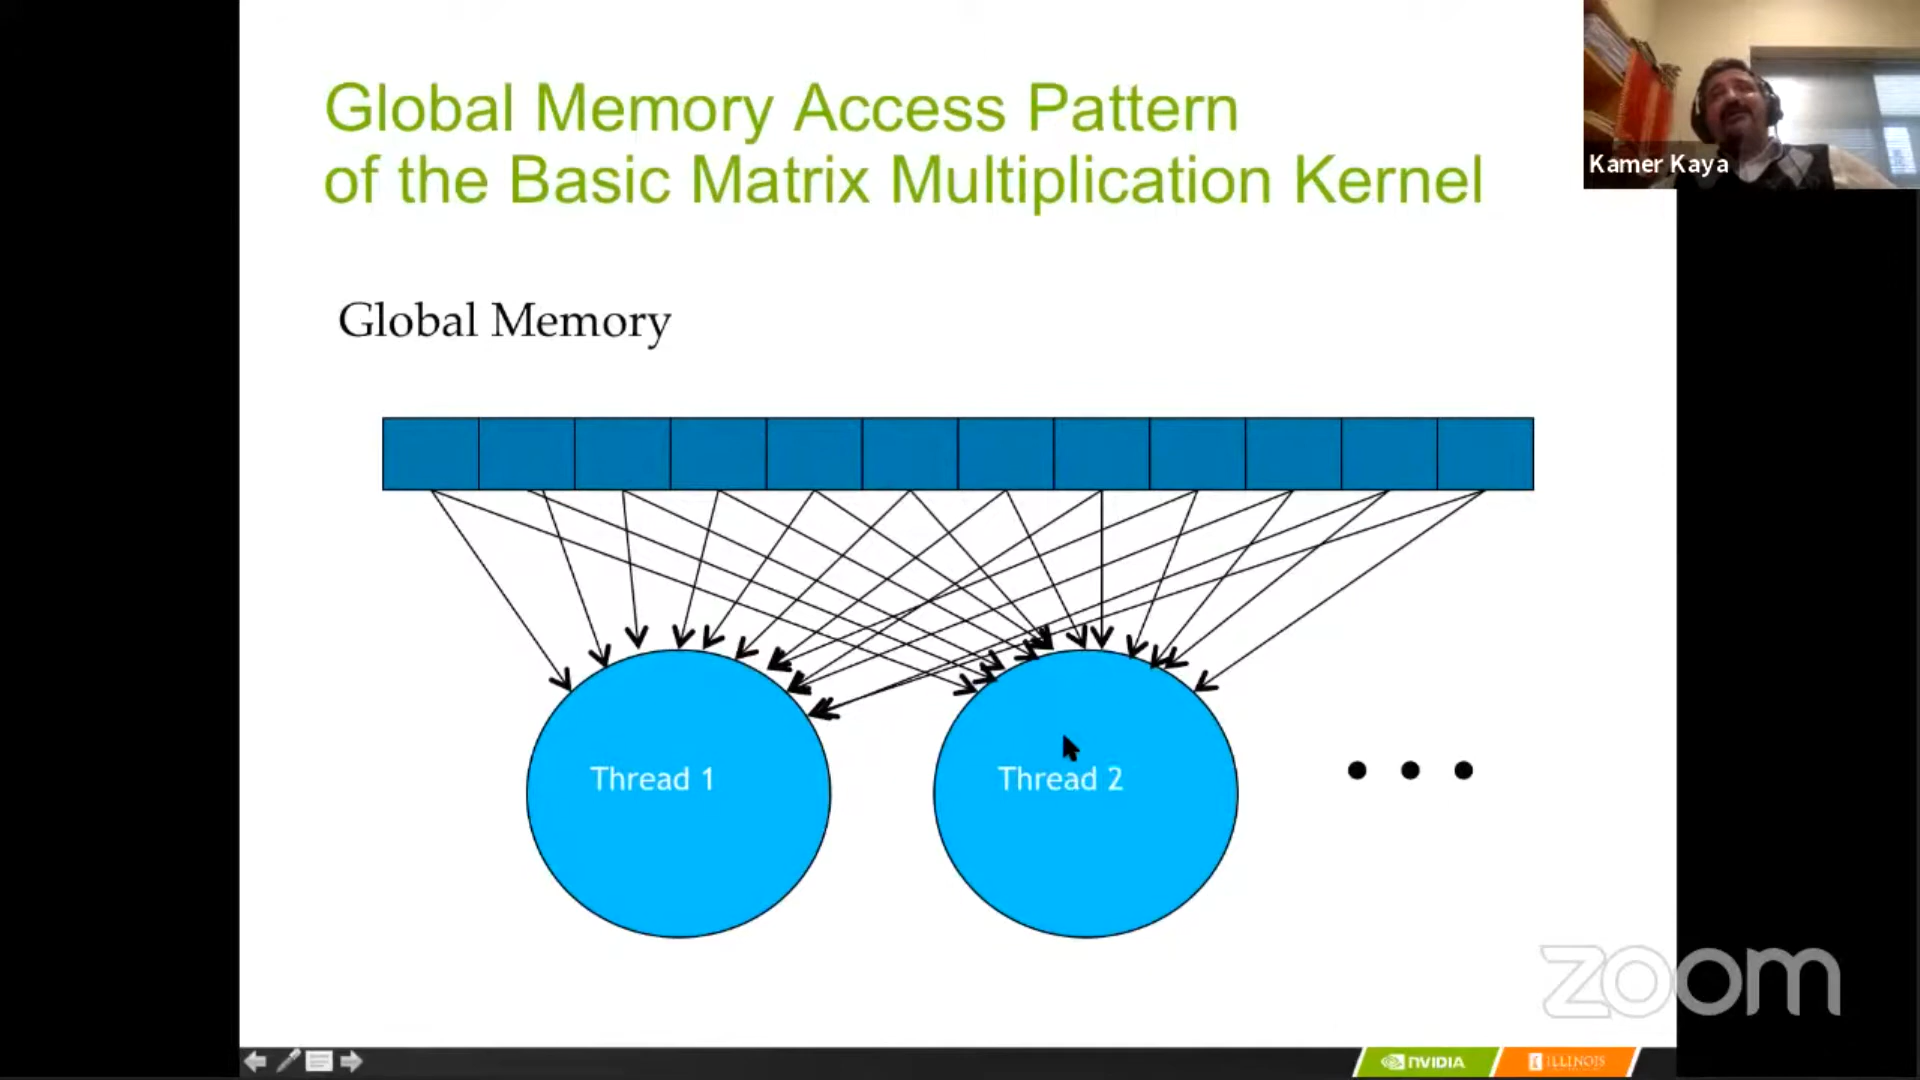 Global Memory Access Pattern
of the Basic Matrix Multiplication Kernel
Kamer Kaya
Global Memory
Thread 1
Thread 2
zoom
NVIDIA
ILLINOIS